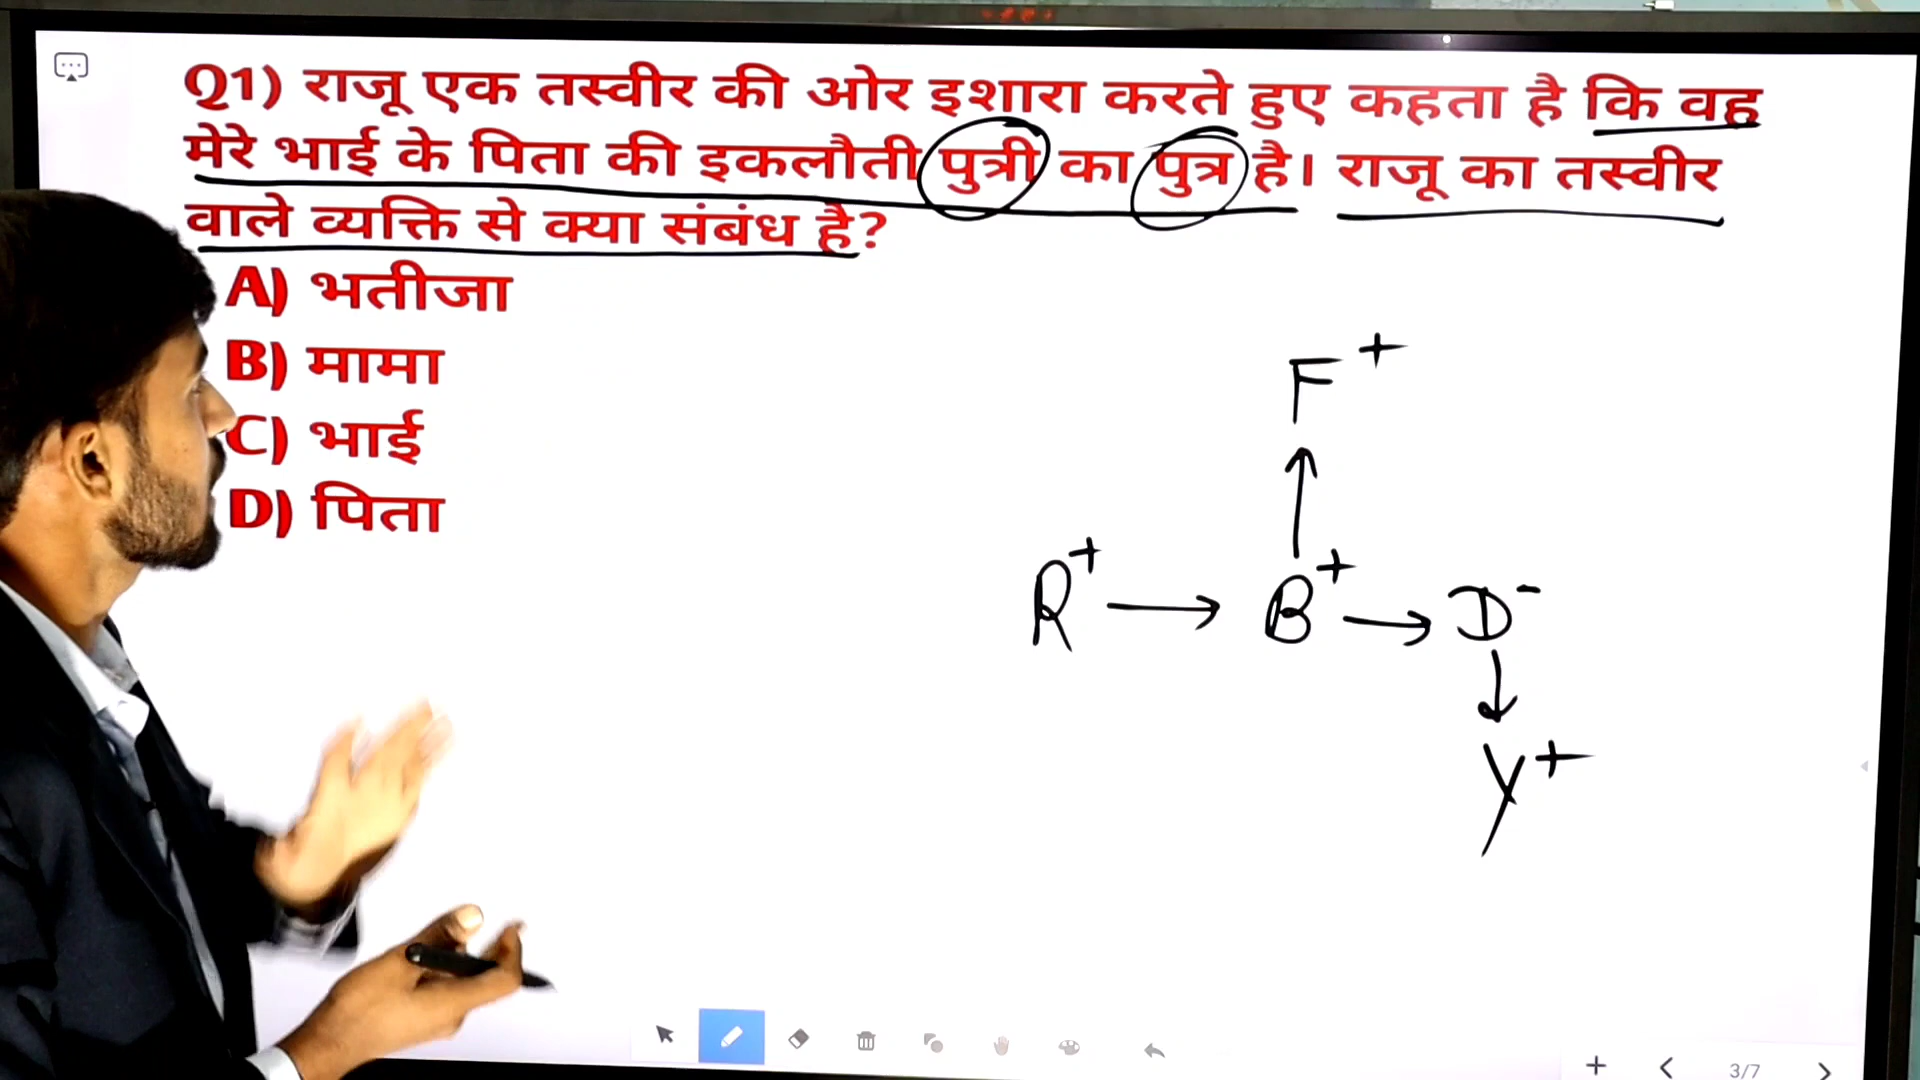 Q1) राजू एक तस्वीर की ओर इशारा करते हुए कहता है कि वह
मेरे भाई के पिता की इकलौती पुत्री का पुत्र है। राजू का तस्वीर
वाले व्यक्ति से क्या संबंध है?
A) भतीजा
B) मामा
C) भाई
D) पिता
F+
R+ → B+ → D-
Y+
3/7